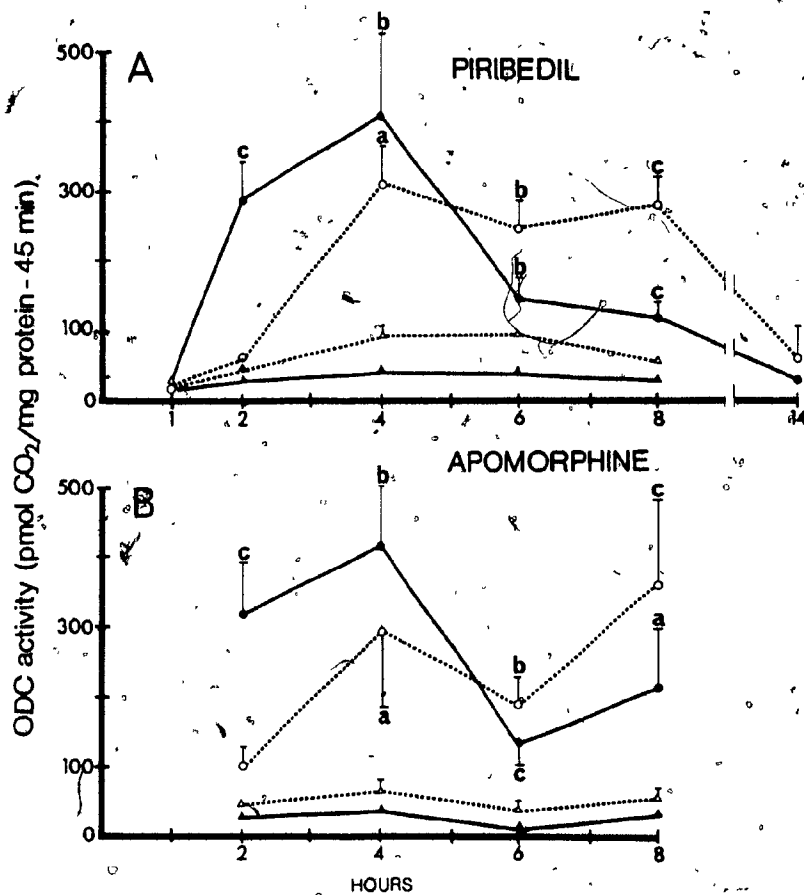 b
500
A
PIRIBEDIL
a
c
c
300
b
b
c
100
0
1
2
4
6
8
14
ODC activity (pmol CO₂/mg protein - 45 min)
APOMORPHINE
500
B
b
c
c
300
a
b
a
100
c
0
2
4
6
8
HOURS